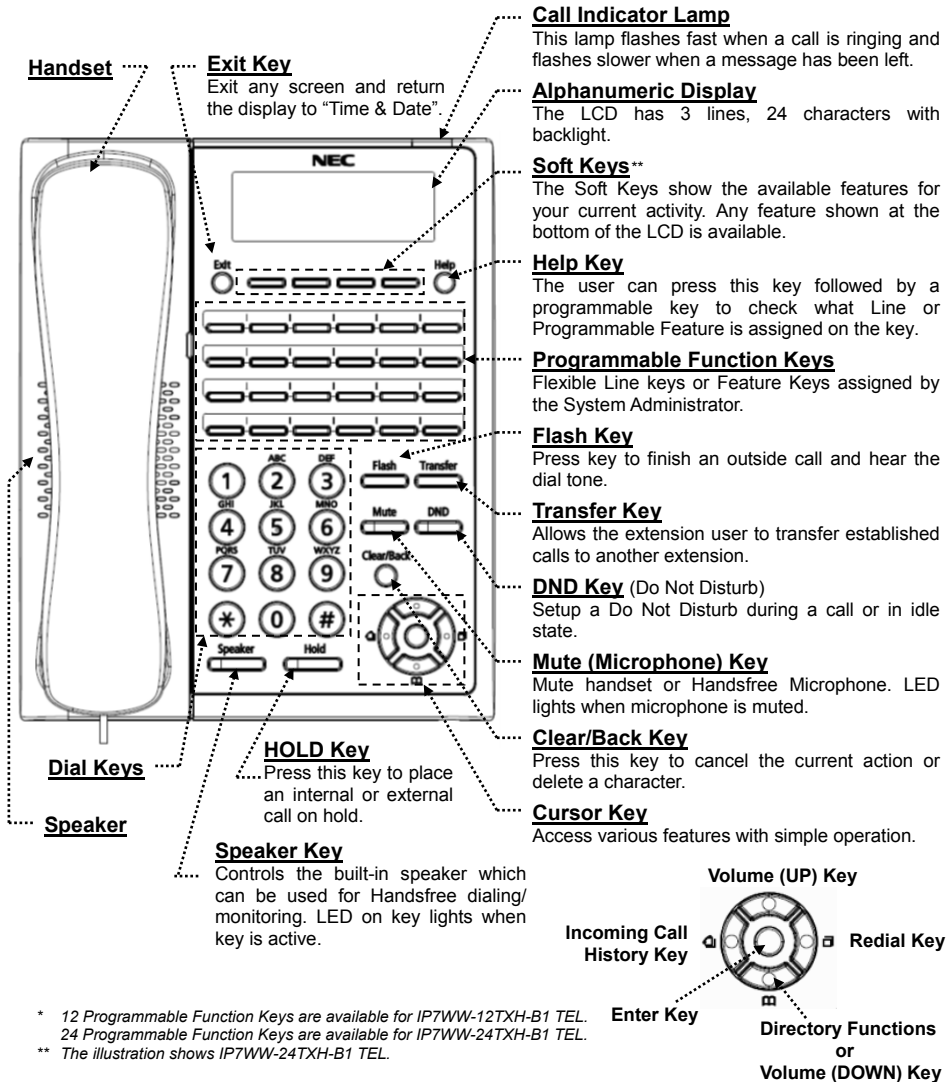 Call Indicator Lamp
This lamp flashes fast when a call is ringing and
flashes slower when a message has been left.
Handset
Exit Key
Exit any screen and return
the display to “Time & Date”.
Alphanumeric Display
The LCD has 3 lines, 24 characters with
backlight.
Soft Keys**
The Soft Keys show the available features for
your current activity. Any feature shown at the
bottom of the LCD is available.
Help Key
The user can press this key followed by a
programmable key to check what Line or
Programmable Feature is assigned on the key.
Programmable Function Keys
Flexible Line keys or Feature Keys assigned by
the System Administrator.
Flash Key
Press key to finish an outside call and hear the
dial tone.
Transfer Key
Allows the extension user to transfer established
calls to another extension.
DND Key (Do Not Disturb)
Setup a Do Not Disturb during a call or in idle
state.
Mute (Microphone) Key
Mute handset or Handsfree Microphone. LED
lights when microphone is muted.
Clear/Back Key
Press this key to cancel the current action or
delete a character.
Cursor Key
Access various features with simple operation.
NEC
Exit
Help
ABC DEF
1 2 3
GHI JKL MNO
4 5 6
PQRS TUV WXYZ
7 8 9
* 0 #
Flash Transfer
Mute DND
Clear/Back
Speaker Hold
Dial Keys
Speaker
HOLD Key
Press this key to place
an internal or external
call on hold.
Speaker Key
Controls the built-in speaker which
can be used for Handsfree dialing/
monitoring. LED on key lights when
key is active.
Volume (UP) Key
Incoming Call
History Key
Redial Key
Enter Key
Directory Functions
or
Volume (DOWN) Key
* 12 Programmable Function Keys are available for IP7WW-12TXH-B1 TEL.
24 Programmable Function Keys are available for IP7WW-24TXH-B1 TEL.
** The illustration shows IP7WW-24TXH-B1 TEL.